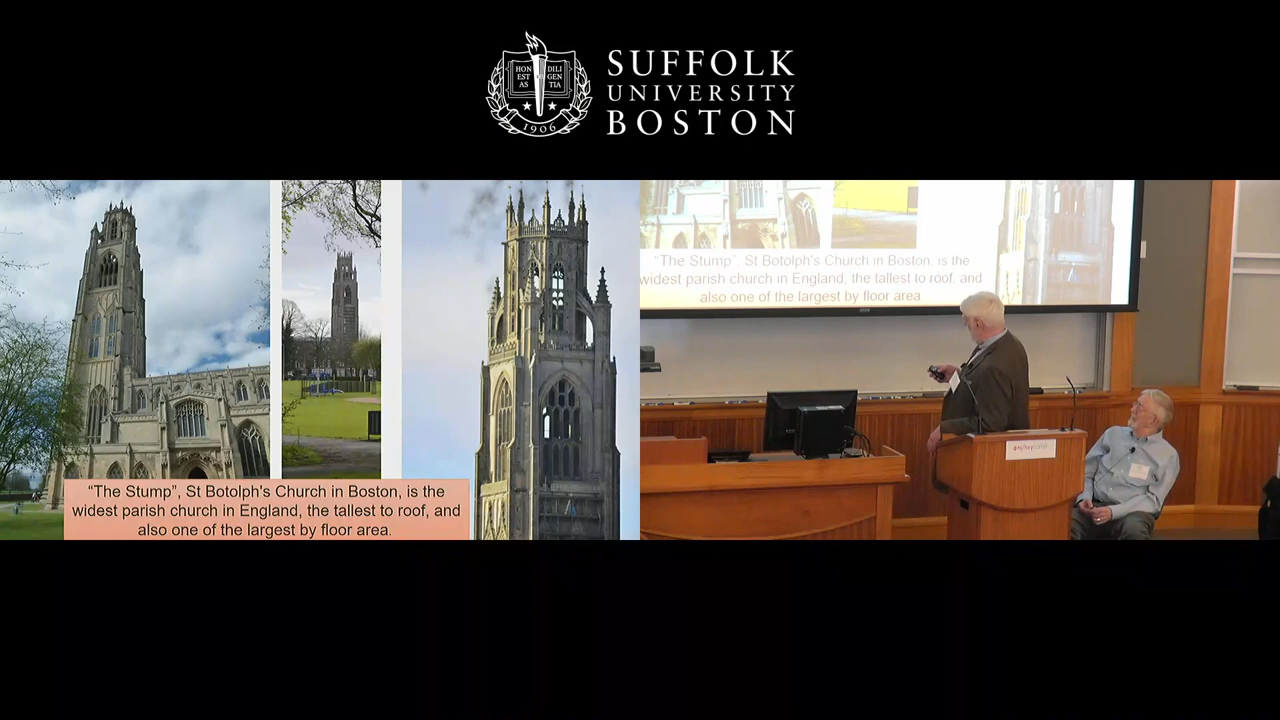 HON
EST
AS
DILI
GEN
TIA
1906
SUFFOLK
UNIVERSITY
BOSTON
“The Stump”, St Botolph's Church in Boston, is the
widest parish church in England, the tallest to roof, and
also one of the largest by floor area.
“The Stump”, St Botolph's Church in Boston, is the
widest parish church in England, the tallest to roof, and
also one of the largest by floor area